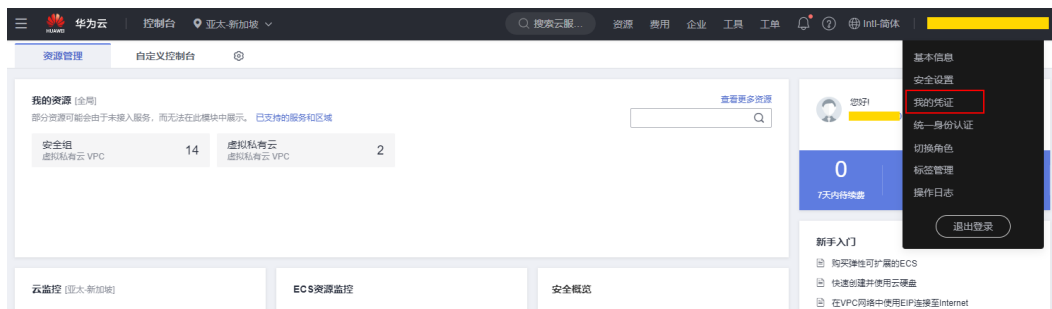 HUAWEI 华为云 控制台 亚太-新加坡 搜索云服... 资源 费用 企业 工具 工单 Intl-简体
资源管理 自定义控制台
基本信息
安全设置
我的凭证
统一身份认证
切换角色
标签管理
操作日志
退出登录
我的资源 [全局] 查看更多资源
部分资源可能会由于未接入服务，而无法在此模块中展示。 已支持的服务和区域
安全组 14 虚拟私有云 2
虚拟私有云 VPC 虚拟私有云 VPC
您好!
0
7天内待续费
新手入门
购买弹性可扩展的ECS
快速创建并使用云硬盘
在VPC网络中使用EIP连接至Internet
云监控 [亚太-新加坡] ECS资源监控 安全概览